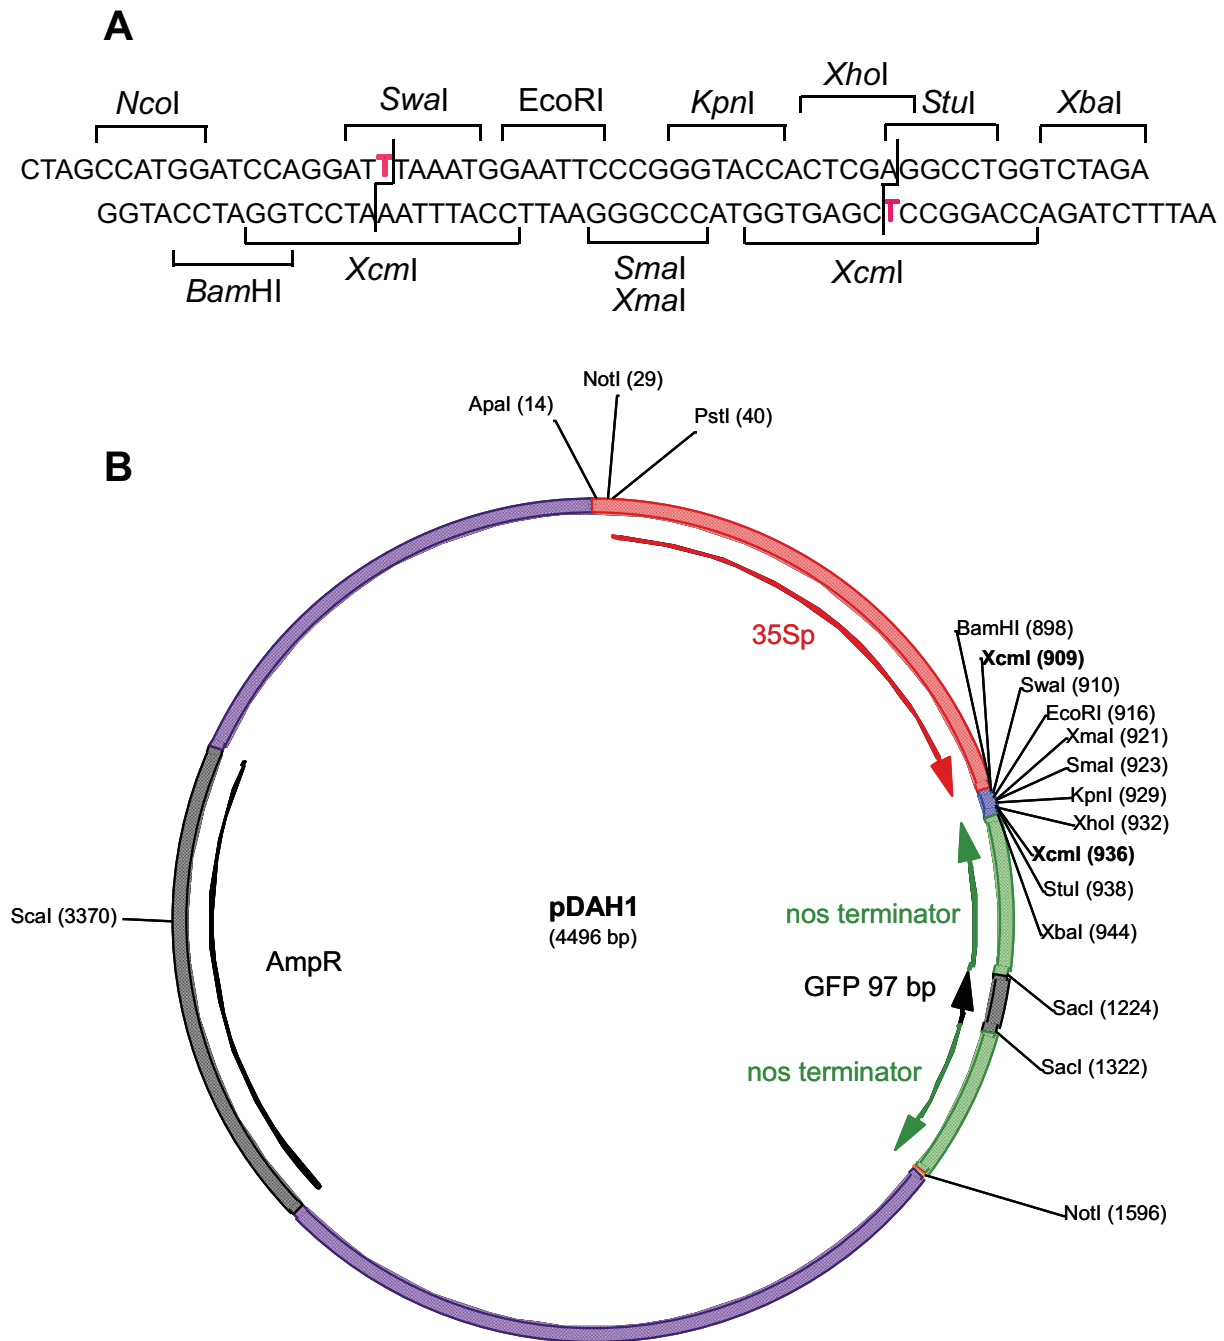 A
NcoI SwaI EcoRI KpnI XhoI StuI XbaI
CTAGCCATGGATCCAGGATTTAAATGGAATTCCCGGGTACCACTCGAGGCCTGGTCTAGA
GGTACCTAGGTCCTAAATTTACCTTAAGGGCCCATGGTGAGCTCCGGACCAGATCTTTAA
BamHI XcmI SmaI XcmI
XmaI
B
ApaI (14)
NotI (29)
PstI (40)
35Sp
BamHI (898)
XcmI (909)
SwaI (910)
EcoRI (916)
XmaI (921)
SmaI (923)
KpnI (929)
XhoI (932)
XcmI (936)
StuI (938)
XbaI (944)
ScaI (3370)
pDAH1
(4496 bp)
nos terminator
AmpR
GFP 97 bp
SacI (1224)
nos terminator
SacI (1322)
NotI (1596)